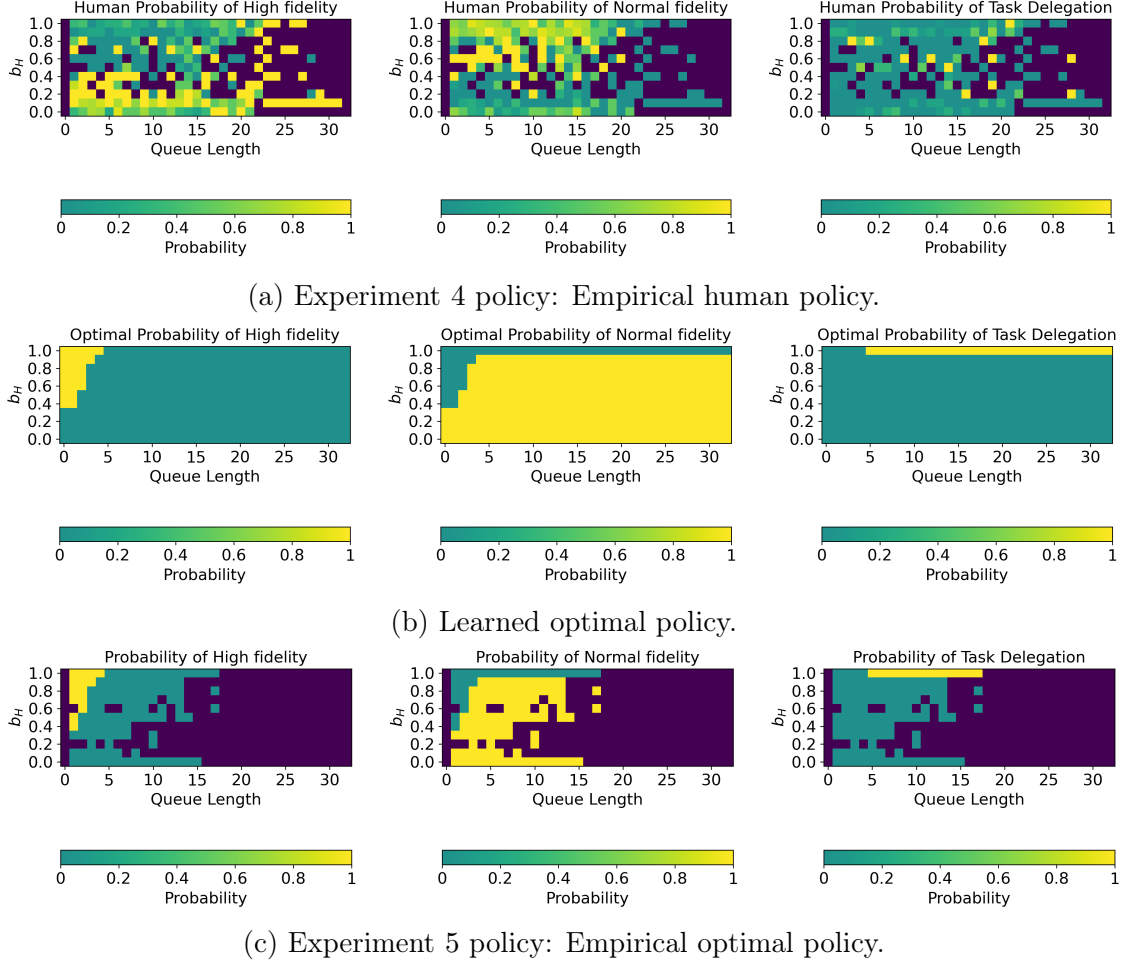 Human Probability of High fidelity Human Probability of Normal fidelity Human Probability of Task Delegation
1.0 1.0 1.0
0.8 0.8 0.8
b_H 0.6 b_H 0.6 b_H 0.6
0.4 0.4 0.4
0.2 0.2 0.2
0.0 0.0 0.0
0 5 10 15 20 25 30 0 5 10 15 20 25 30 0 5 10 15 20 25 30
Queue Length Queue Length Queue Length
0 0.2 0.4 0.6 0.8 1 0 0.2 0.4 0.6 0.8 1 0 0.2 0.4 0.6 0.8 1
Probability Probability Probability
(a) Experiment 4 policy: Empirical human policy.
Optimal Probability of High fidelity Optimal Probability of Normal fidelity Optimal Probability of Task Delegation
1.0 1.0 1.0
0.8 0.8 0.8
b_H 0.6 b_H 0.6 b_H 0.6
0.4 0.4 0.4
0.2 0.2 0.2
0.0 0.0 0.0
0 5 10 15 20 25 30 0 5 10 15 20 25 30 0 5 10 15 20 25 30
Queue Length Queue Length Queue Length
0 0.2 0.4 0.6 0.8 1 0 0.2 0.4 0.6 0.8 1 0 0.2 0.4 0.6 0.8 1
Probability Probability Probability
(b) Learned optimal policy.
Probability of High fidelity Probability of Normal fidelity Probability of Task Delegation
1.0 1.0 1.0
0.8 0.8 0.8
b_H 0.6 b_H 0.6 b_H 0.6
0.4 0.4 0.4
0.2 0.2 0.2
0.0 0.0 0.0
0 5 10 15 20 25 30 0 5 10 15 20 25 30 0 5 10 15 20 25 30
Queue Length Queue Length Queue Length
0 0.2 0.4 0.6 0.8 1 0 0.2 0.4 0.6 0.8 1 0 0.2 0.4 0.6 0.8 1
Probability Probability Probability
(c) Experiment 5 policy: Empirical optimal policy.